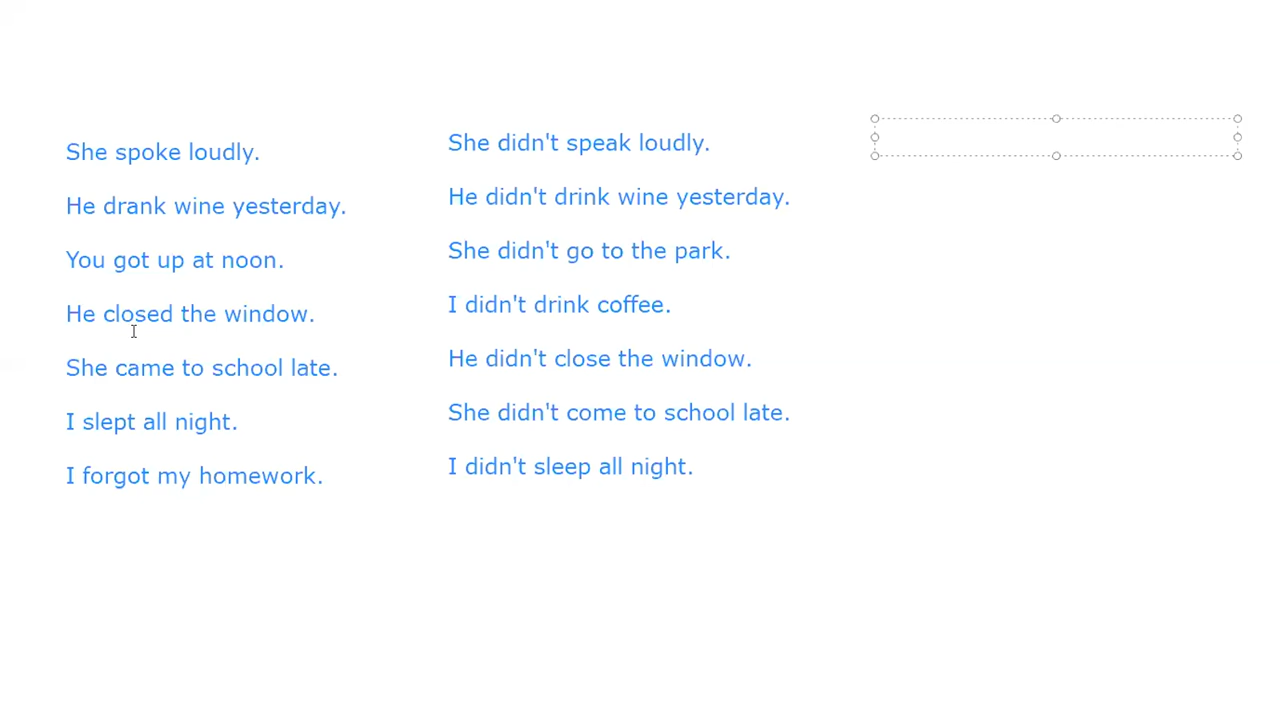 She spoke loudly.
He drank wine yesterday.
You got up at noon.
He closed the window.
She came to school late.
I slept all night.
I forgot my homework.
She didn't speak loudly.
He didn't drink wine yesterday.
She didn't go to the park.
I didn't drink coffee.
He didn't close the window.
She didn't come to school late.
I didn't sleep all night.